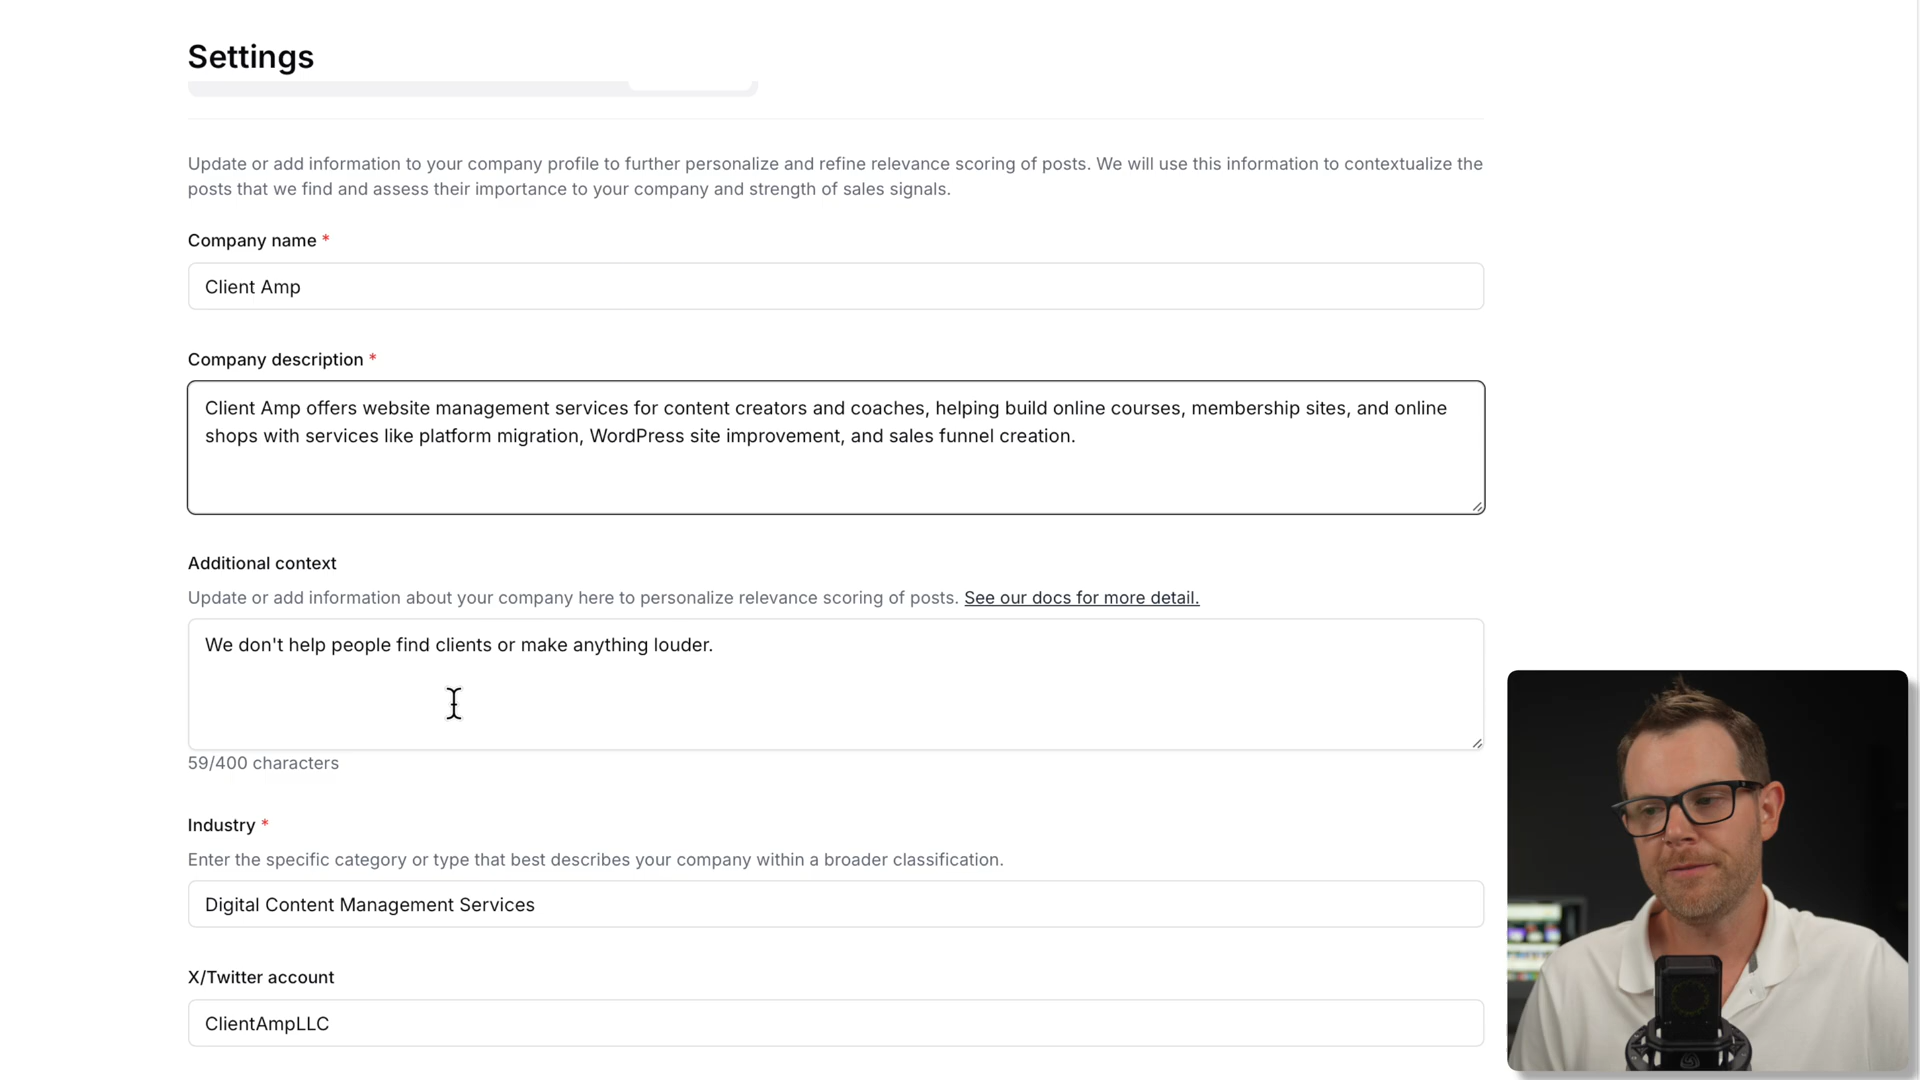 Settings
Update or add information to your company profile to further personalize and refine relevance scoring of posts. We will use this information to contextualize the
posts that we find and assess their importance to your company and strength of sales signals.
Company name *
Client Amp
Company description *
Client Amp offers website management services for content creators and coaches, helping build online courses, membership sites, and online
shops with services like platform migration, WordPress site improvement, and sales funnel creation.
Additional context
Update or add information about your company here to personalize relevance scoring of posts. See our docs for more detail.
We don't help people find clients or make anything louder.
59/400 characters
Industry *
Enter the specific category or type that best describes your company within a broader classification.
Digital Content Management Services
X/Twitter account
ClientAmpLLC